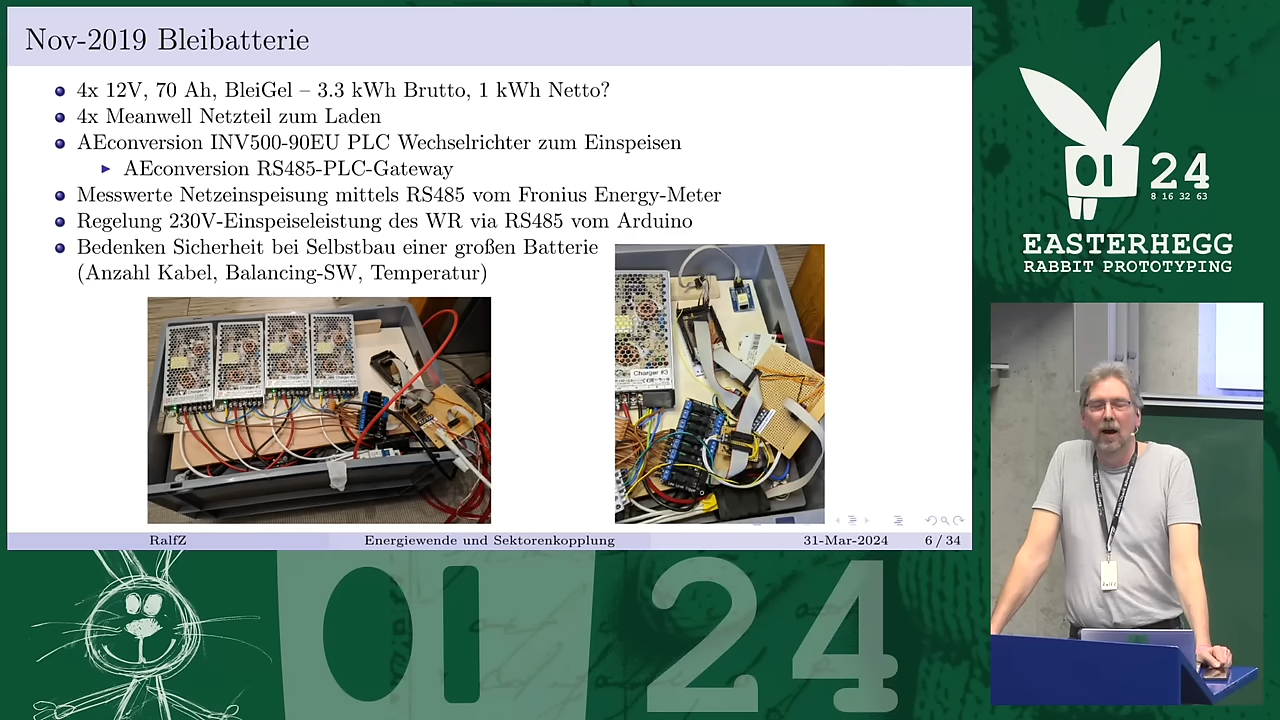 Nov-2019 Bleibatterie
4x 12V, 70 Ah, BleiGel – 3.3 kWh Brutto, 1 kWh Netto?
4x Meanwell Netzteil zum Laden
AEconversion INV500-90EU PLC Wechselrichter zum Einspeisen
AEconversion RS485-PLC-Gateway
Messwerte Netzeinspeisung mittels RS485 vom Fronius Energy-Meter
Regelung 230V-Einspeiseleistung des WR via RS485 vom Arduino
Bedenken Sicherheit bei Selbstbau einer großen Batterie
(Anzahl Kabel, Balancing-SW, Temperatur)
Charger #3
RalfZ
Energiewende und Sektorenkopplung
31-Mar-2024
6 / 34
24
8 16 32 63
EASTERHEGG
RABBIT PROTOTYPING
24